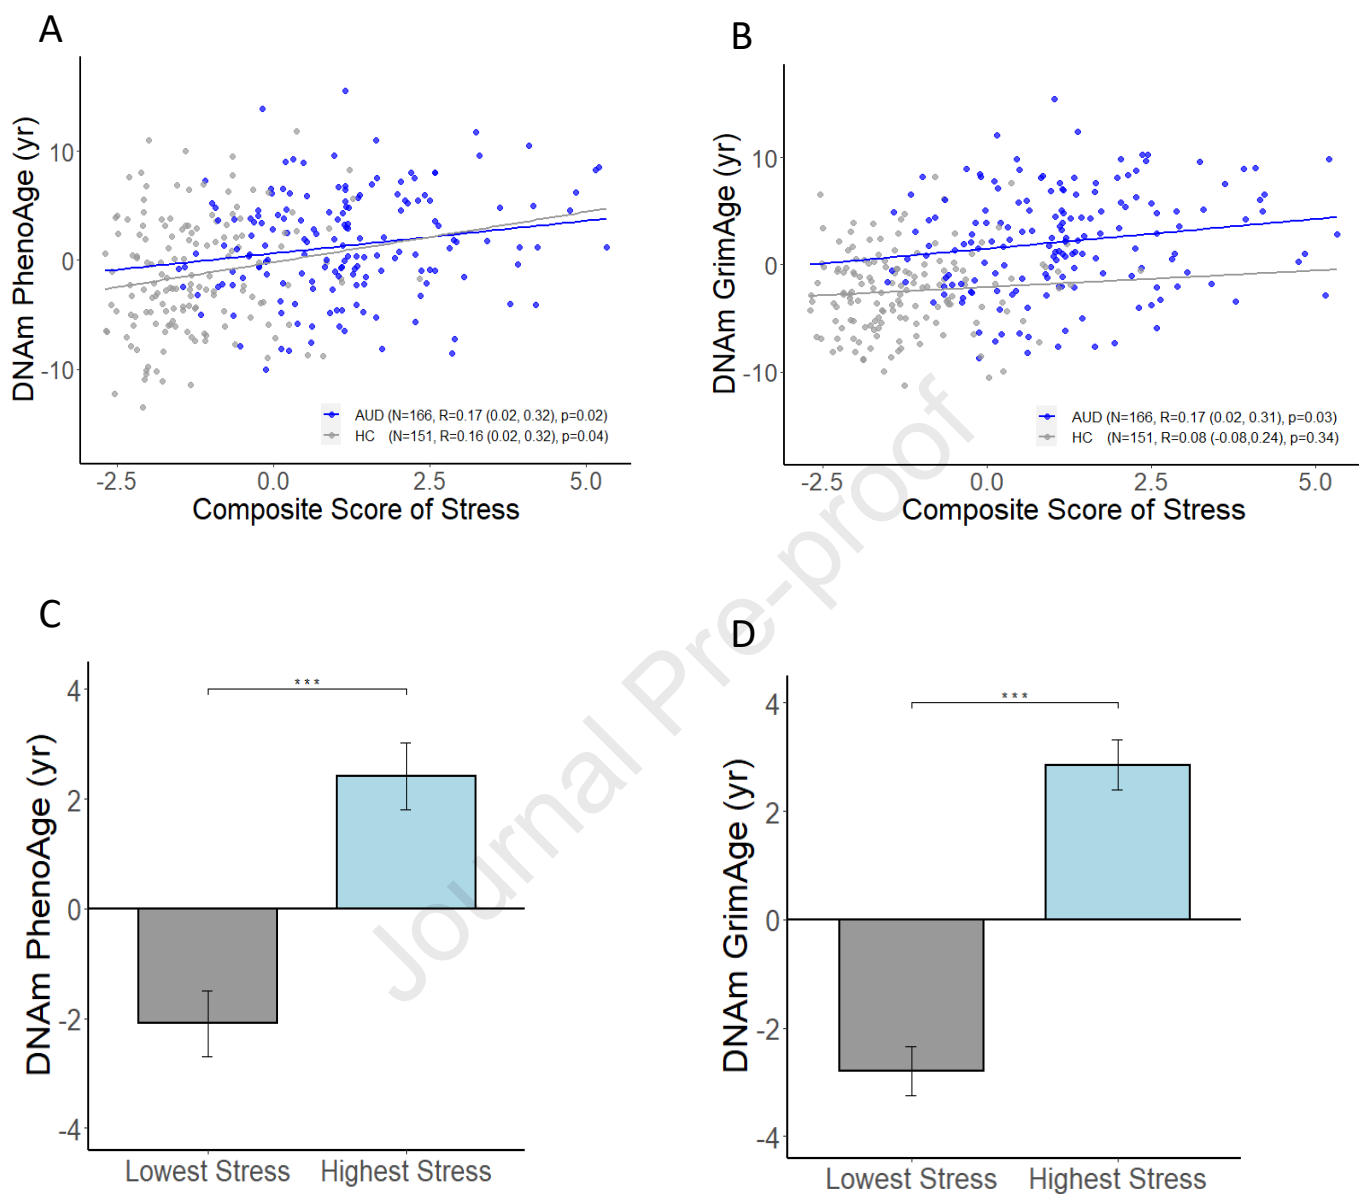 A
B
DNAm PhenoAge (yr)
10
0
-10
AUD (N=166, R=0.17 (0.02, 0.32), p=0.02)
HC (N=151, R=0.16 (0.02, 0.32), p=0.04)
-2.5 0.0 2.5 5.0
Composite Score of Stress
DNAm GrimAge (yr)
10
0
-10
AUD (N=166, R=0.17 (0.02, 0.31), p=0.03)
HC (N=151, R=0.08 (-0.08,0.24), p=0.34)
-2.5 0.0 2.5 5.0
Composite Score of Stress
Journal Pre-proof
C
D
DNAm PhenoAge (yr)
4
2
0
-2
-4
***
Lowest Stress Highest Stress
DNAm GrimAge (yr)
4
2
0
-2
-4
***
Lowest Stress Highest Stress